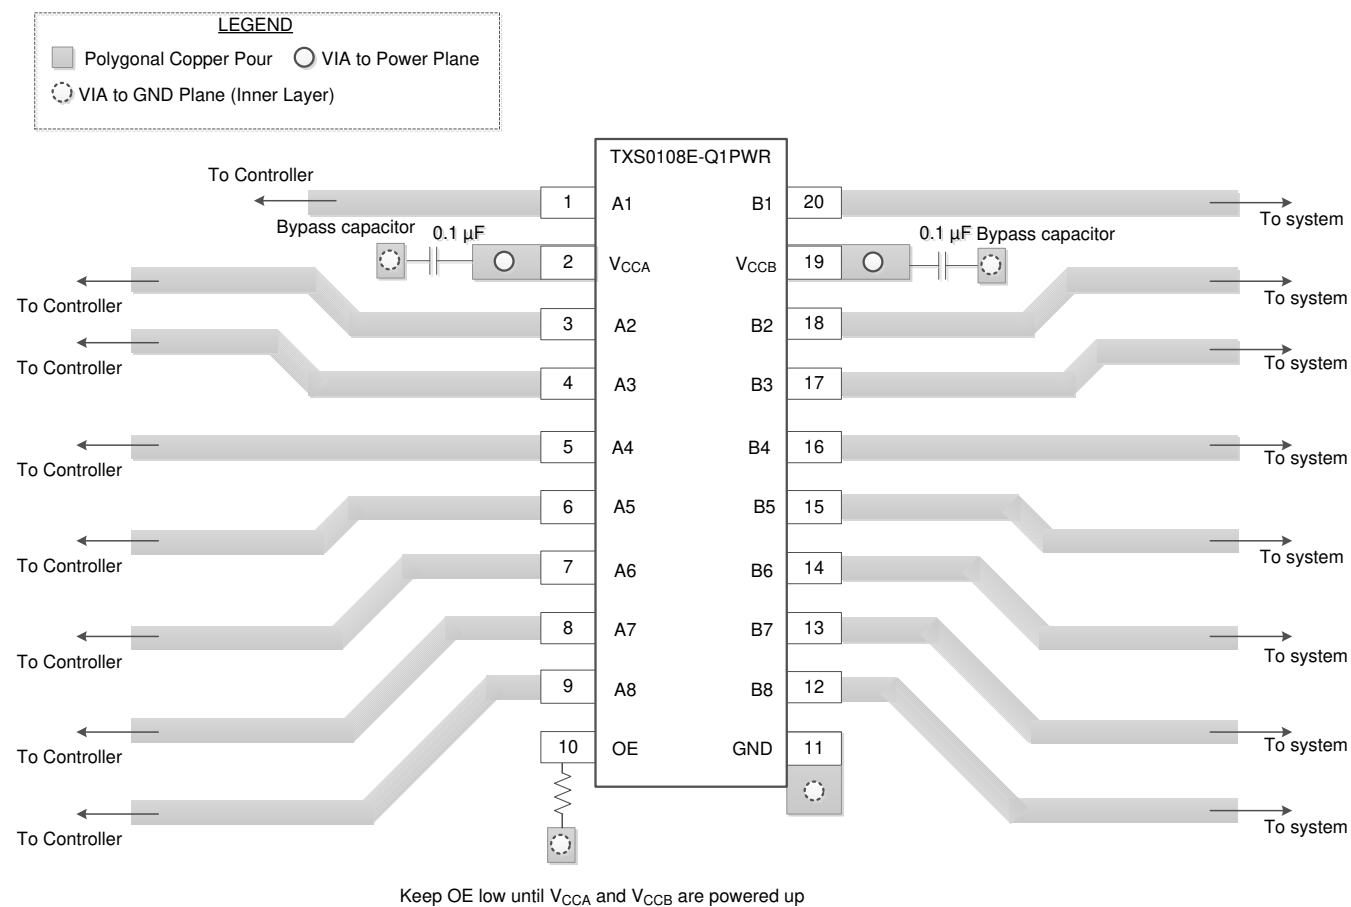 LEGEND
Polygonal Copper Pour
VIA to Power Plane
VIA to GND Plane (Inner Layer)
TXS0108E-Q1PWR
To Controller
1
A1
B1
20
To system
Bypass capacitor
0.1 µF
2
VCCA
VCCB
19
0.1 µF
Bypass capacitor
To Controller
3
A2
B2
18
To system
To Controller
4
A3
B3
17
To system
To Controller
5
A4
B4
16
To system
To Controller
6
A5
B5
15
To system
To Controller
7
A6
B6
14
To system
To Controller
8
A7
B7
13
To system
To Controller
9
A8
B8
12
To system
10
OE
GND
11
Keep OE low until VCCA and VCCB are powered up